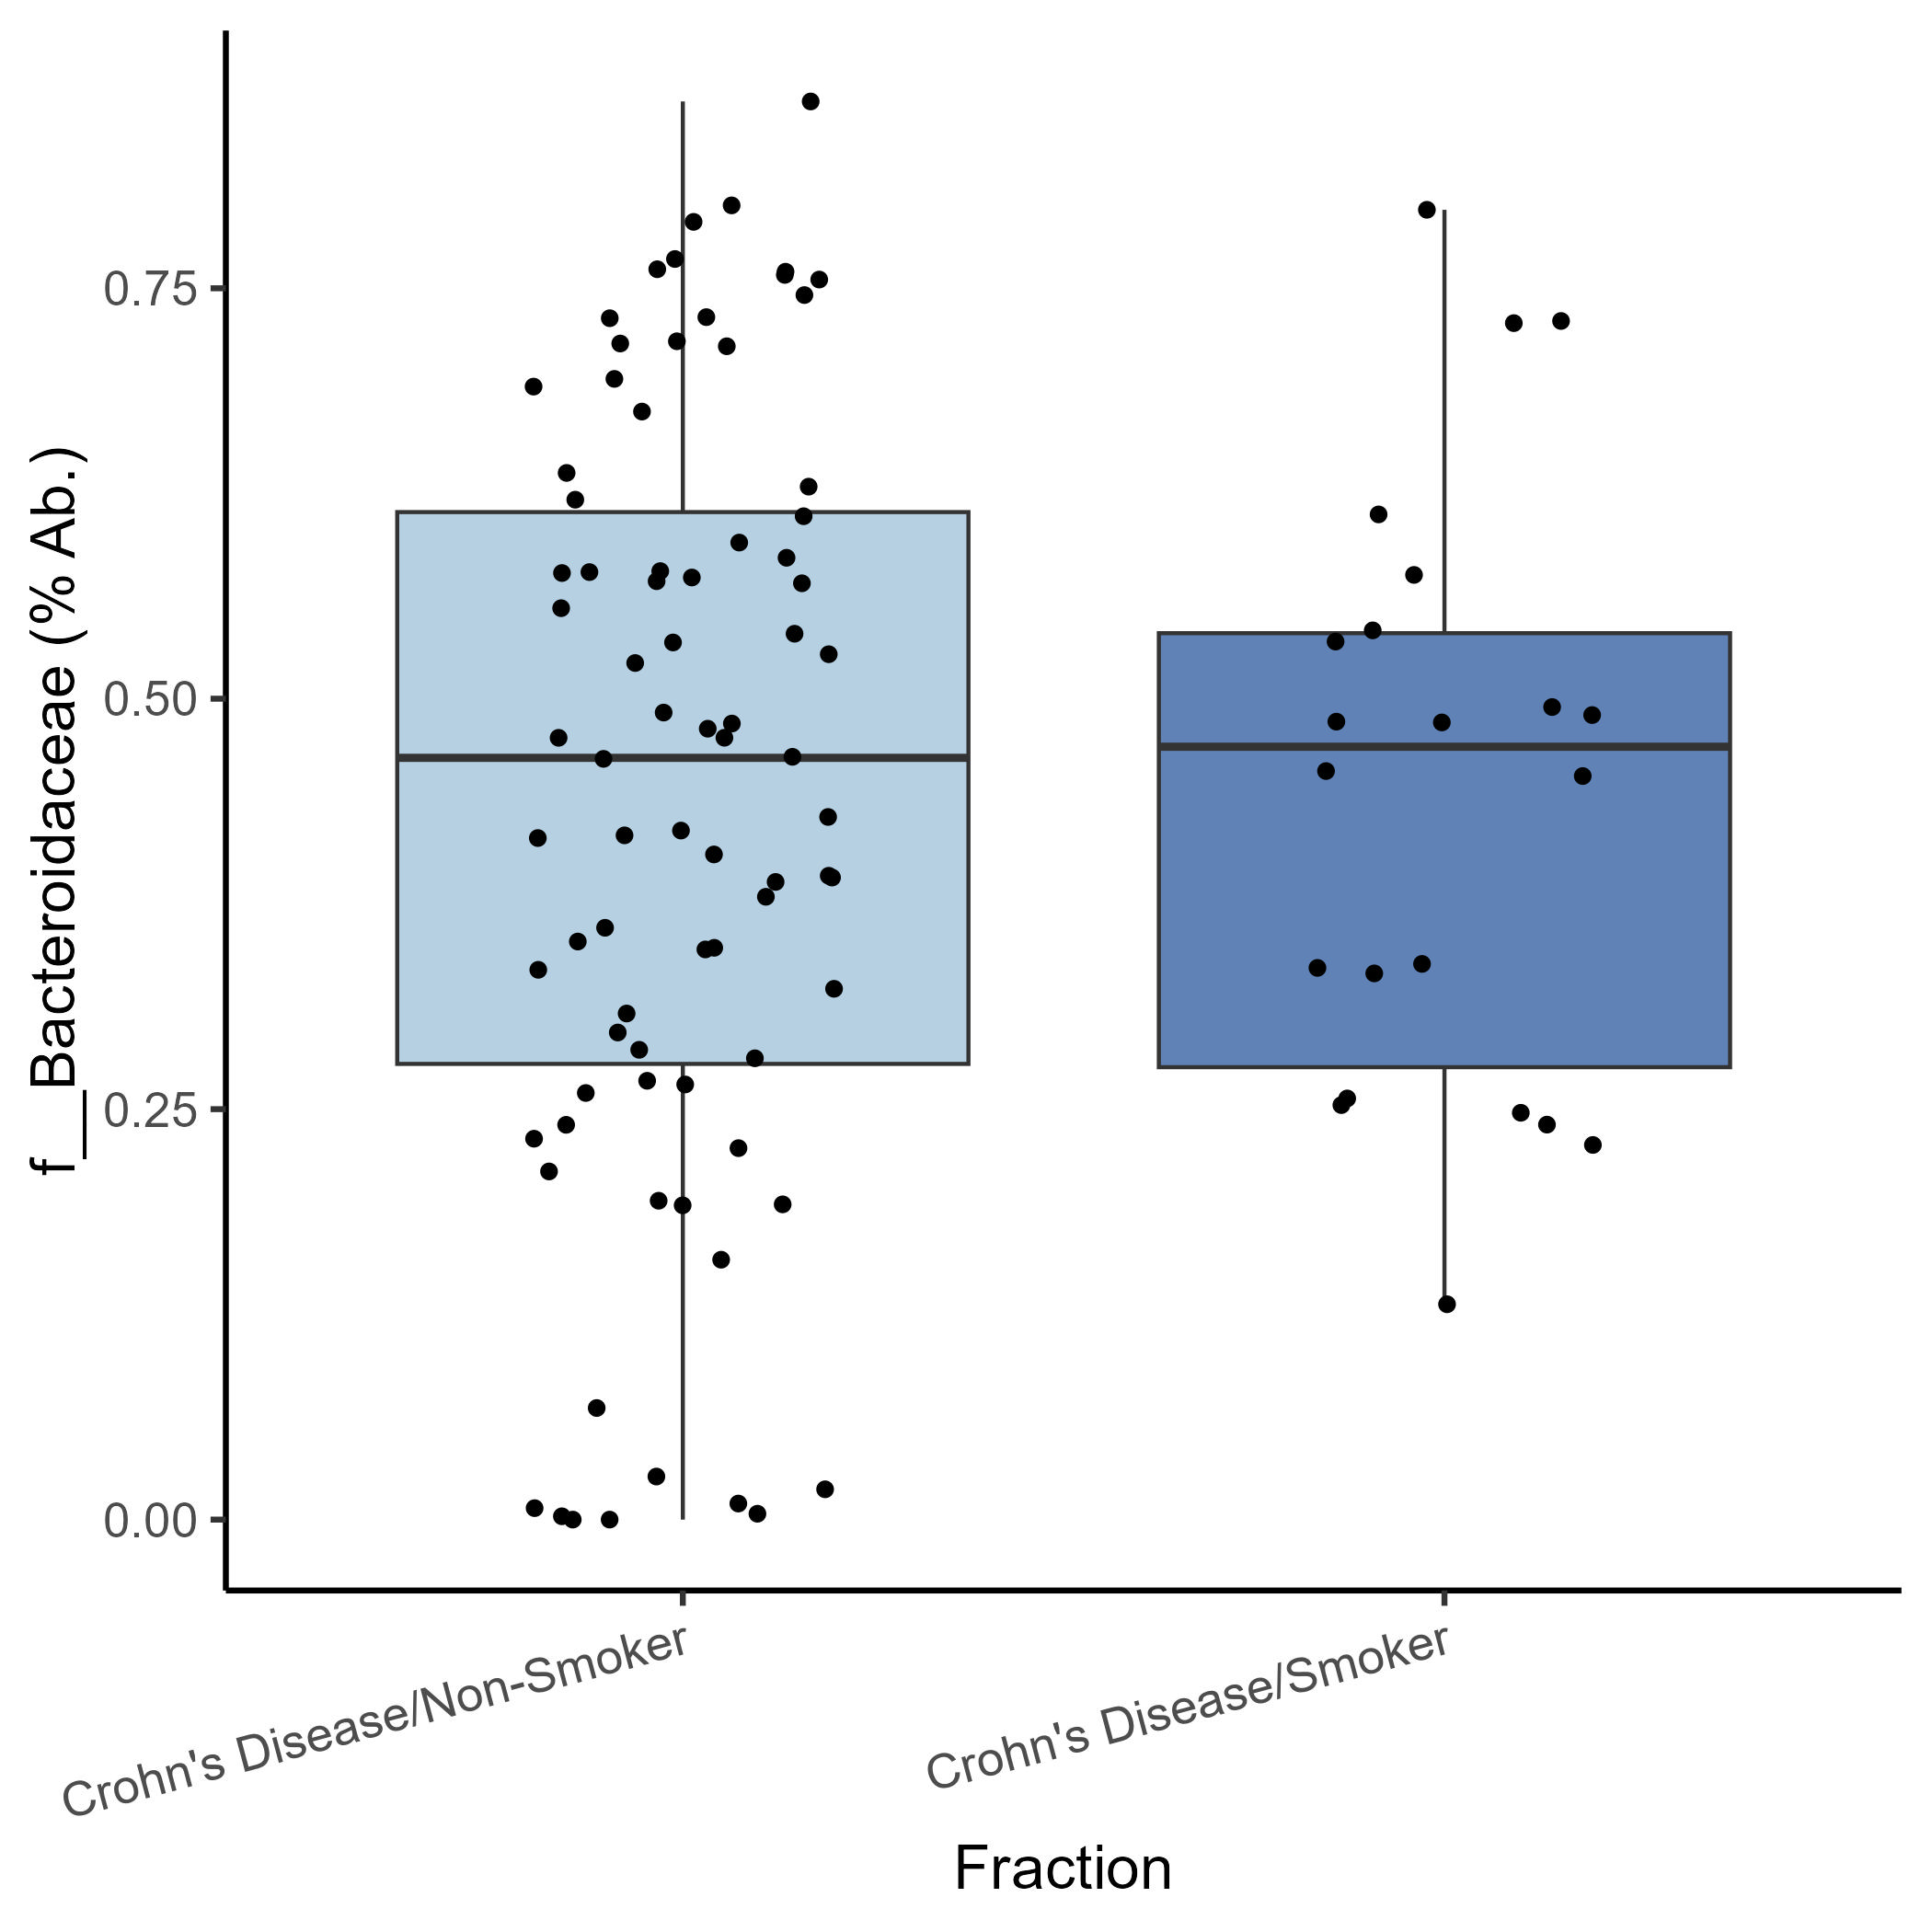 f__Bacteroidaceae (% Ab.)
0.75
0.50
0.25
0.00
Crohn's Disease/Non-Smoker
Crohn's Disease/Smoker
Fraction